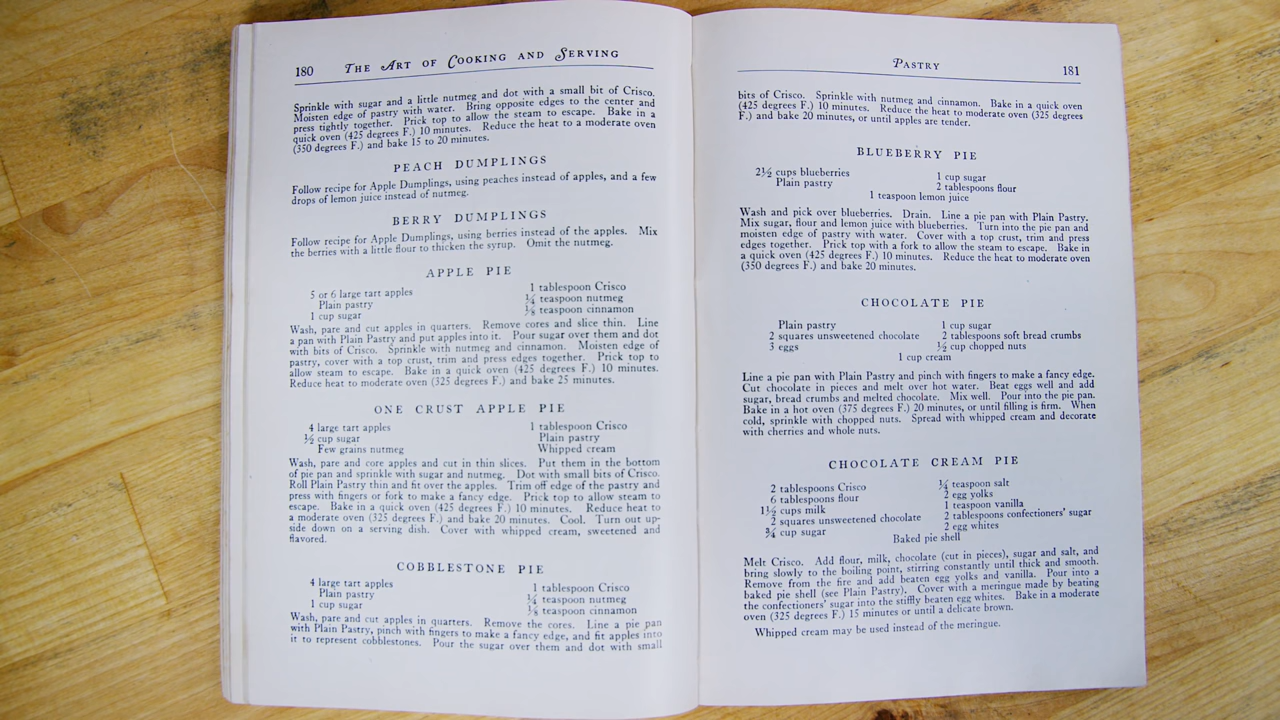 180 The Art of Cooking and Serving
Sprinkle with sugar and a little nutmeg and dot with a small bit of Crisco.
Moisten edge of pastry with water. Bring opposite edges to the center and
press tightly together. Prick top to allow the steam to escape. Bake in a
quick oven (425 degrees F.) 10 minutes. Reduce the heat to a moderate oven
(350 degrees F.) and bake 15 to 20 minutes.
PEACH DUMPLINGS
Follow recipe for Apple Dumplings, using peaches instead of apples, and a few
drops of lemon juice instead of nutmeg.
BERRY DUMPLINGS
Follow recipe for Apple Dumplings, using berries instead of the apples. Mix
the berries with a little flour to thicken the syrup. Omit the nutmeg.
APPLE PIE
5 or 6 large tart apples
Plain pastry
1 cup sugar
1 tablespoon Crisco
¼ teaspoon nutmeg
⅛ teaspoon cinnamon
Wash, pare and cut apples in quarters. Remove cores and slice thin. Line
a pan with Plain Pastry and put apples into it. Pour sugar over them and dot
with bits of Crisco. Sprinkle with nutmeg and cinnamon. Moisten edge of
pastry, cover with a top crust, trim and press edges together. Prick top to
allow steam to escape. Bake in a quick oven (425 degrees F.) 10 minutes.
Reduce heat to moderate oven (325 degrees F.) and bake 25 minutes.
ONE CRUST APPLE PIE
4 large tart apples
½ cup sugar
Few grains nutmeg
1 tablespoon Crisco
Plain pastry
Whipped cream
Wash, pare and core apples and cut in thin slices. Put them in the bottom
of pie pan and sprinkle with sugar and nutmeg. Dot with small bits of Crisco.
Roll Plain Pastry thin and fit over the apples. Trim off edge of the pastry and
press with fingers or fork to make a fancy edge. Prick top to allow steam to
escape. Bake in a quick oven (425 degrees F.) 10 minutes. Reduce heat to
a moderate oven (325 degrees F.) and bake 20 minutes. Cool. Turn out up-
side down on a serving dish. Cover with whipped cream, sweetened and
flavored.
COBBLESTONE PIE
4 large tart apples
Plain pastry
1 cup sugar
1 tablespoon Crisco
¼ teaspoon nutmeg
⅛ teaspoon cinnamon
Wash, pare and cut apples in quarters. Remove the cores. Line a pie pan
with Plain Pastry, pinch with fingers to make a fancy edge, and fit apples into
it to represent cobblestones. Pour the sugar over them and dot with small
Pastry 181
bits of Crisco. Sprinkle with nutmeg and cinnamon. Bake in a quick oven
(425 degrees F.) 10 minutes. Reduce the heat to moderate oven (325 degrees
F.) and bake 20 minutes, or until apples are tender.
BLUEBERRY PIE
2½ cups blueberries
Plain pastry
1 cup sugar
2 tablespoons flour
1 teaspoon lemon juice
Wash and pick over blueberries. Drain. Line a pie pan with Plain Pastry.
Mix sugar, flour and lemon juice with blueberries. Turn into the pie pan and
moisten edge of pastry with water. Cover with a top crust, trim and press
edges together. Prick top with a fork to allow the steam to escape. Bake in
a quick oven (425 degrees F.) 10 minutes. Reduce the heat to moderate oven
(350 degrees F.) and bake 20 minutes.
CHOCOLATE PIE
Plain pastry
2 squares unsweetened chocolate
3 eggs
1 cup sugar
2 tablespoons soft bread crumbs
½ cup chopped nuts
1 cup cream
Line a pie pan with Plain Pastry and pinch with fingers to make a fancy edge.
Cut chocolate in pieces and melt over hot water. Beat eggs well and add
sugar, bread crumbs and melted chocolate. Mix well. Pour into the pie pan.
Bake in a hot oven (375 degrees F.) 20 minutes, or until filling is firm. When
cold, sprinkle with chopped nuts. Spread with whipped cream and decorate
with cherries and whole nuts.
CHOCOLATE CREAM PIE
2 tablespoons Crisco
6 tablespoons flour
1½ cups milk
2 squares unsweetened chocolate
¾ cup sugar
¼ teaspoon salt
2 egg yolks
1 teaspoon vanilla
2 tablespoons confectioners' sugar
2 egg whites
Baked pie shell
Melt Crisco. Add flour, milk, chocolate (cut in pieces), sugar and salt, and
bring slowly to the boiling point, stirring constantly until thick and smooth.
Remove from the fire and add beaten egg yolks and vanilla. Pour into a
baked pie shell (see Plain Pastry). Cover with a meringue made by beating
the confectioners' sugar into the stiffly beaten egg whites. Bake in a moderate
oven (325 degrees F.) 15 minutes or until a delicate brown.
Whipped cream may be used instead of the meringue.